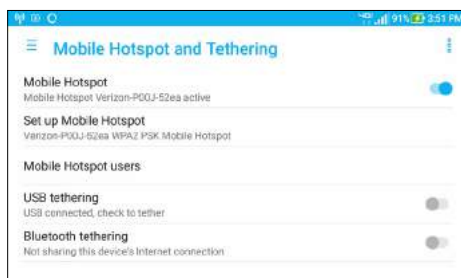 91% 3:51 PM
Mobile Hotspot and Tethering
Mobile Hotspot
Mobile Hotspot Verizon-P00J-52ea active
Set up Mobile Hotspot
Verizon-P00J-52ea WPA2 PSK Mobile Hotspot
Mobile Hotspot users
USB tethering
USB connected, check to tether
Bluetooth tethering
Not sharing this device's Internet connection